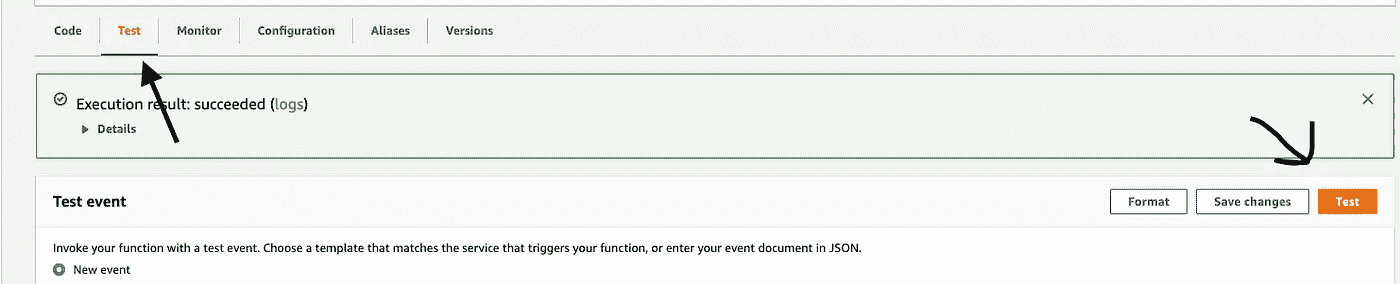 Code Test Monitor Configuration Aliases Versions
Execution result: succeeded (logs)
Details
Test event Format Save changes Test
Invoke your function with a test event. Choose a template that matches the service that triggers your function, or enter your event document in JSON.
New event